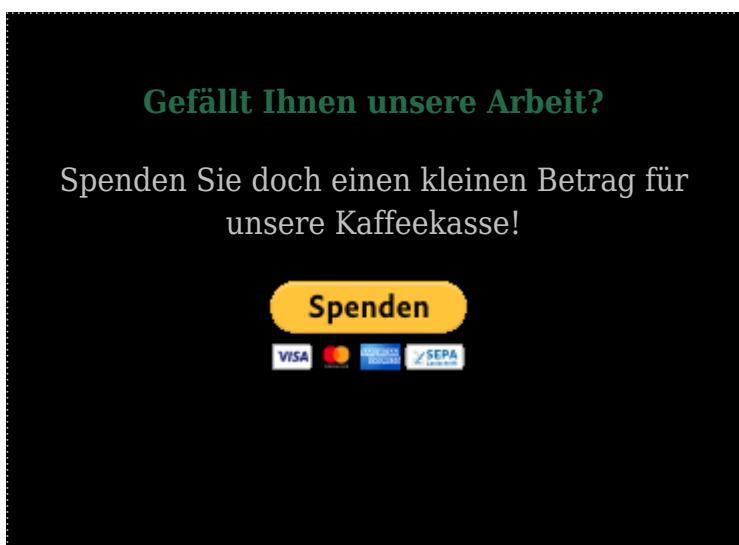 Gefällt Ihnen unsere Arbeit?
Spenden Sie doch einen kleinen Betrag für
unsere Kaffeekasse!
Spenden
VISA SEPA